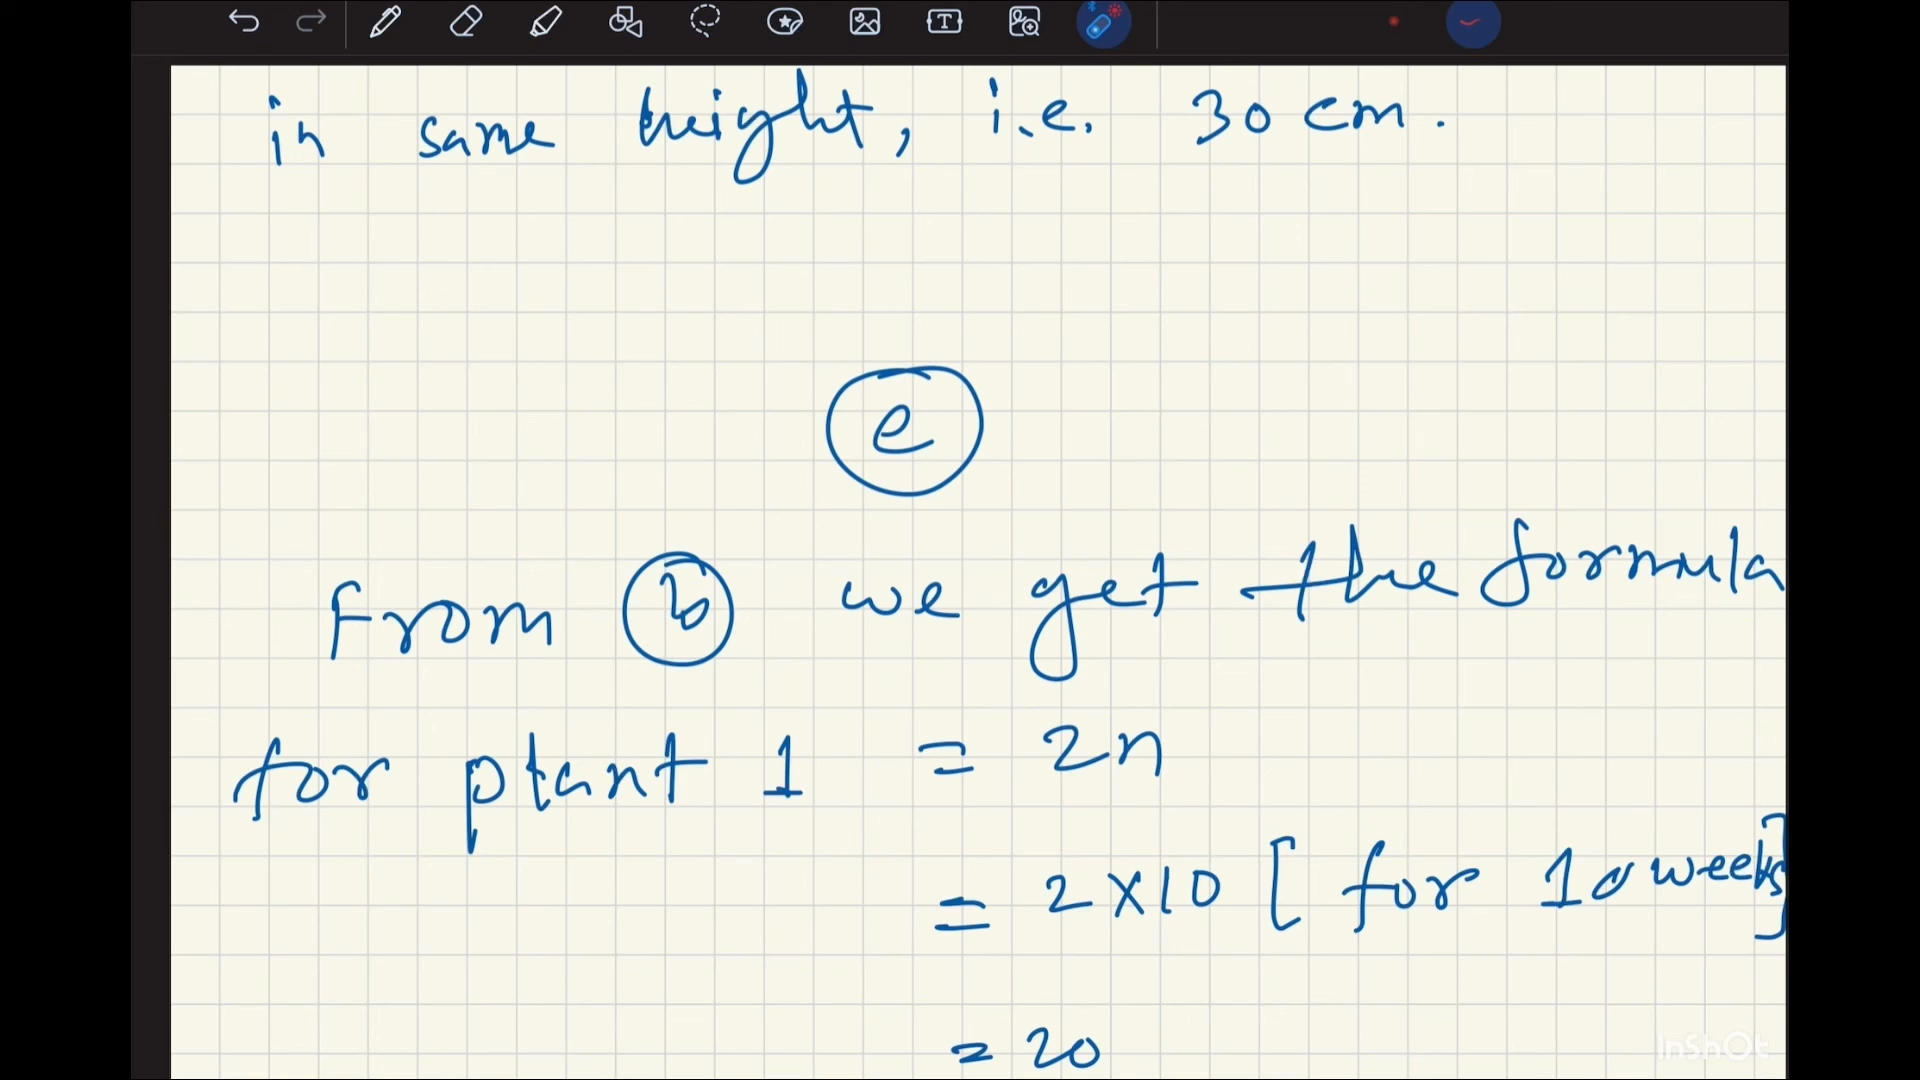 in same height, i.e. 30 cm.
e
From b we get the formula
for plant 1 = 2n
= 2×10 [for 10 weeks]
= 20
InShOt